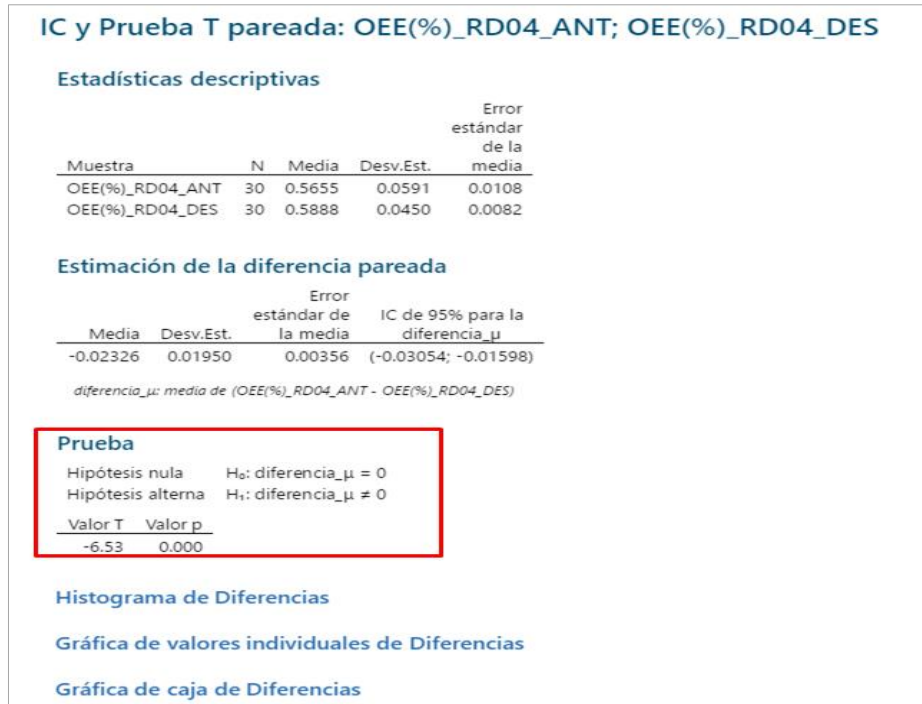 IC y Prueba T pareada: OEE(%)_RD04_ANT; OEE(%)_RD04_DES
Estadísticas descriptivas
Error
estándar
de la
Muestra N Media Desv.Est. media
OEE(%)_RD04_ANT 30 0.5655 0.0591 0.0108
OEE(%)_RD04_DES 30 0.5888 0.0450 0.0082
Estimación de la diferencia pareada
Error
estándar de IC de 95% para la
Media Desv.Est. la media diferencia_μ
-0.02326 0.01950 0.00356 (-0.03054; -0.01598)
diferencia_μ: media de (OEE(%)_RD04_ANT - OEE(%)_RD04_DES)
Prueba
Hipótesis nula H₀: diferencia_μ = 0
Hipótesis alterna H₁: diferencia_μ ≠ 0
Valor T Valor p
-6.53 0.000
Histograma de Diferencias
Gráfica de valores individuales de Diferencias
Gráfica de caja de Diferencias